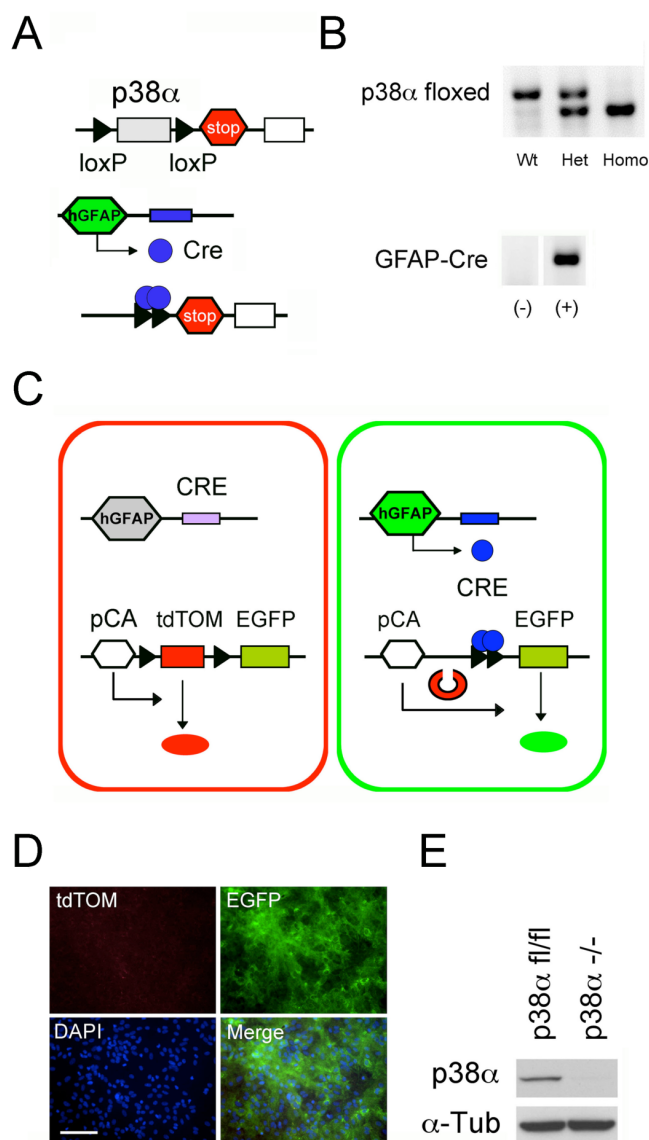 A
p38α
stop
loxP loxP
hGFAP
Cre
stop
B
p38α floxed
Wt Het Homo
GFAP-Cre
(-) (+)
C
CRE
hGFAP
pCA tdTOM EGFP
hGFAP
CRE
pCA EGFP
D
tdTOM EGFP
DAPI Merge
E
p38α fl/fl
p38α -/-
p38α
α-Tub